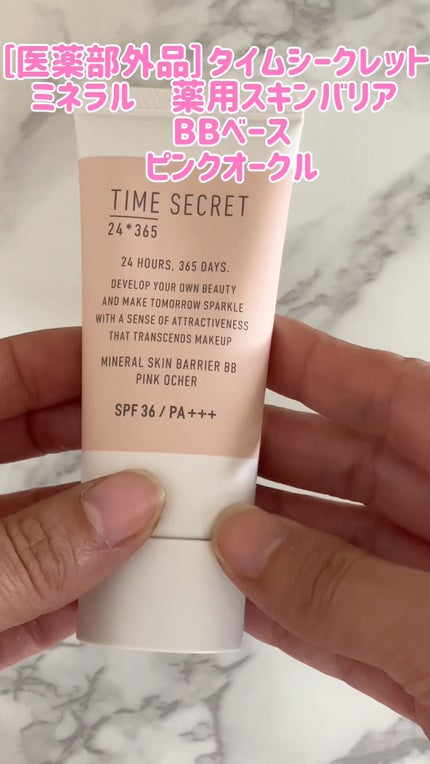 [医薬部外品]タイムシークレット
ミネラル 薬用スキンバリア
BBベース
ピンクオークル
TIME SECRET
24*365
24 HOURS, 365 DAYS.
DEVELOP YOUR OWN BEAUTY
AND MAKE TOMORROW SPARKLE
WITH A SENSE OF ATTRACTIVENESS
THAT TRANSCENDS MAKEUP
MINERAL SKIN BARRIER BB
PINK OCHER
SPF 36 / PA+++